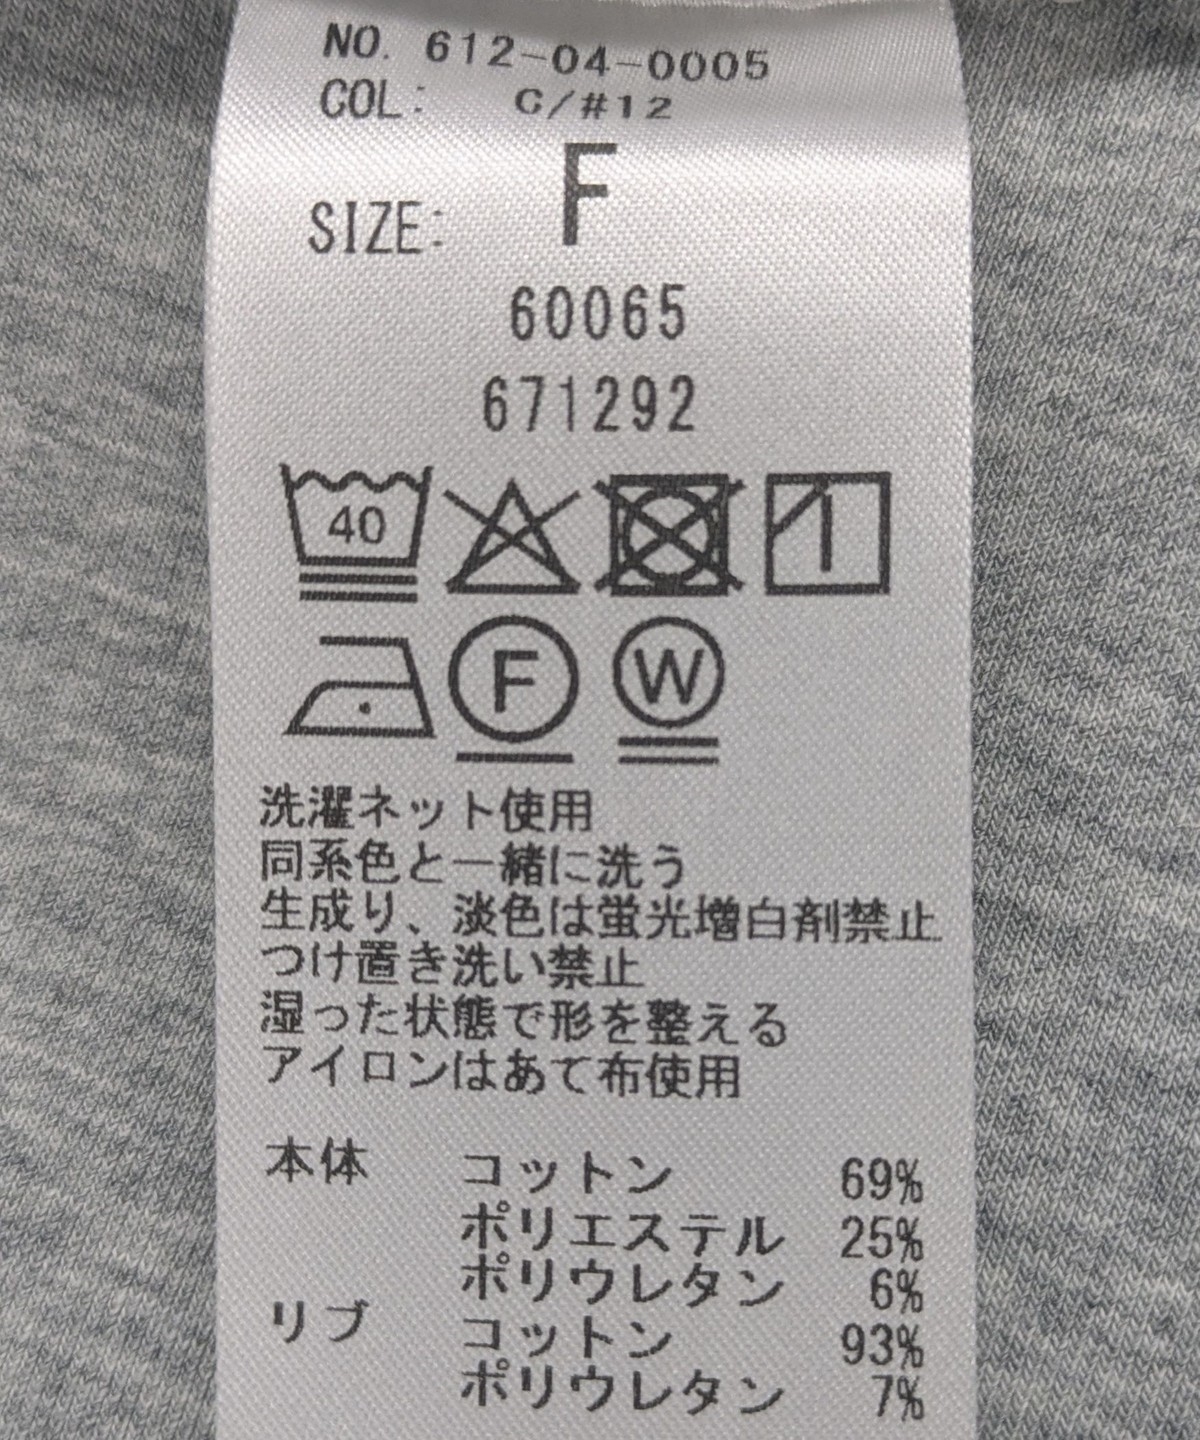 NO. 612-04-0005
COL: C/#12
SIZE: F
60065
671292
40
F W
洗濯ネット使用
同系色と一緒に洗う
生成り、淡色は蛍光増白剤禁止
つけ置き洗い禁止
湿った状態で形を整える
アイロンはあて布使用
本体 コットン 69%
ポリエステル 25%
ポリウレタン 6%
リブ コットン 93%
ポリウレタン 7%